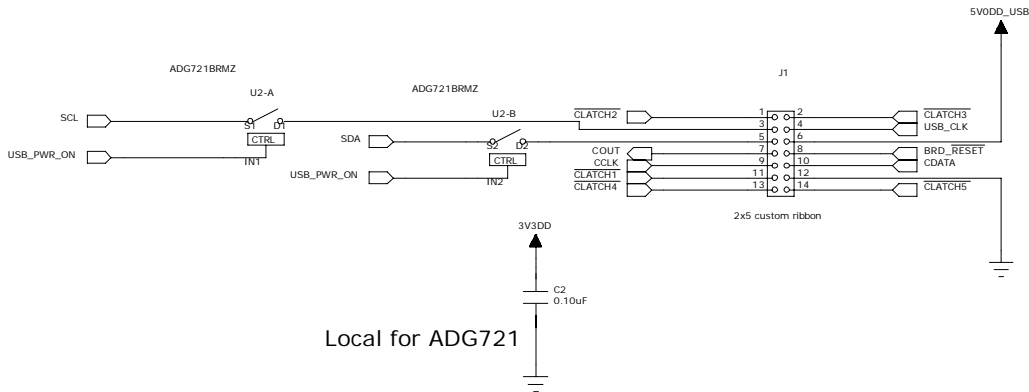 5V0DD_USB
ADG721BRMZ
J1
ADG721BRMZ
U2-A
U2-B
SCL
S1 D1
CTRL
IN1
USB_PWR_ON
SDA
S2 D2
CTRL
IN2
USB_PWR_ON
CLATCH2 1 2 CLATCH3
3 4 USB_CLK
5 6
COUT 7 8 BRD_RESET
CCLK 9 10 CDATA
CLATCH1 11 12
CLATCH4 13 14 CLATCH5
2x5 custom ribbon
3V3DD
C2
0.10uF
Local for ADG721